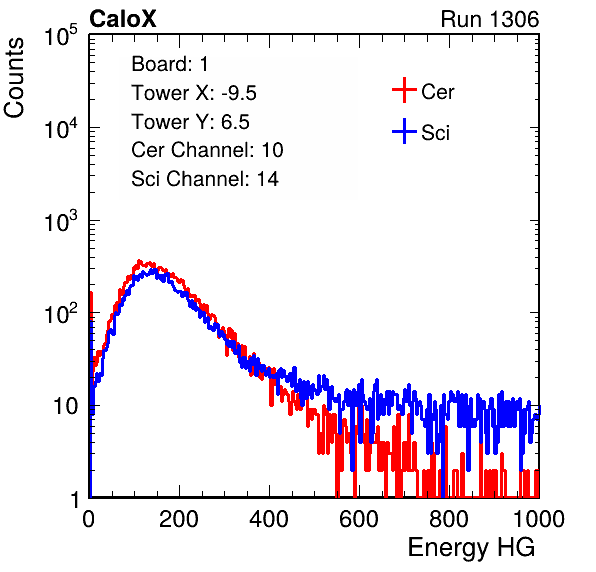 CaloX Run 1306
Counts
Board: 1
Tower X: -9.5
Tower Y: 6.5
Cer Channel: 10
Sci Channel: 14
Cer
Sci
10^5
10^4
10^3
10^2
10
1
0 200 400 600 800 1000
Energy HG